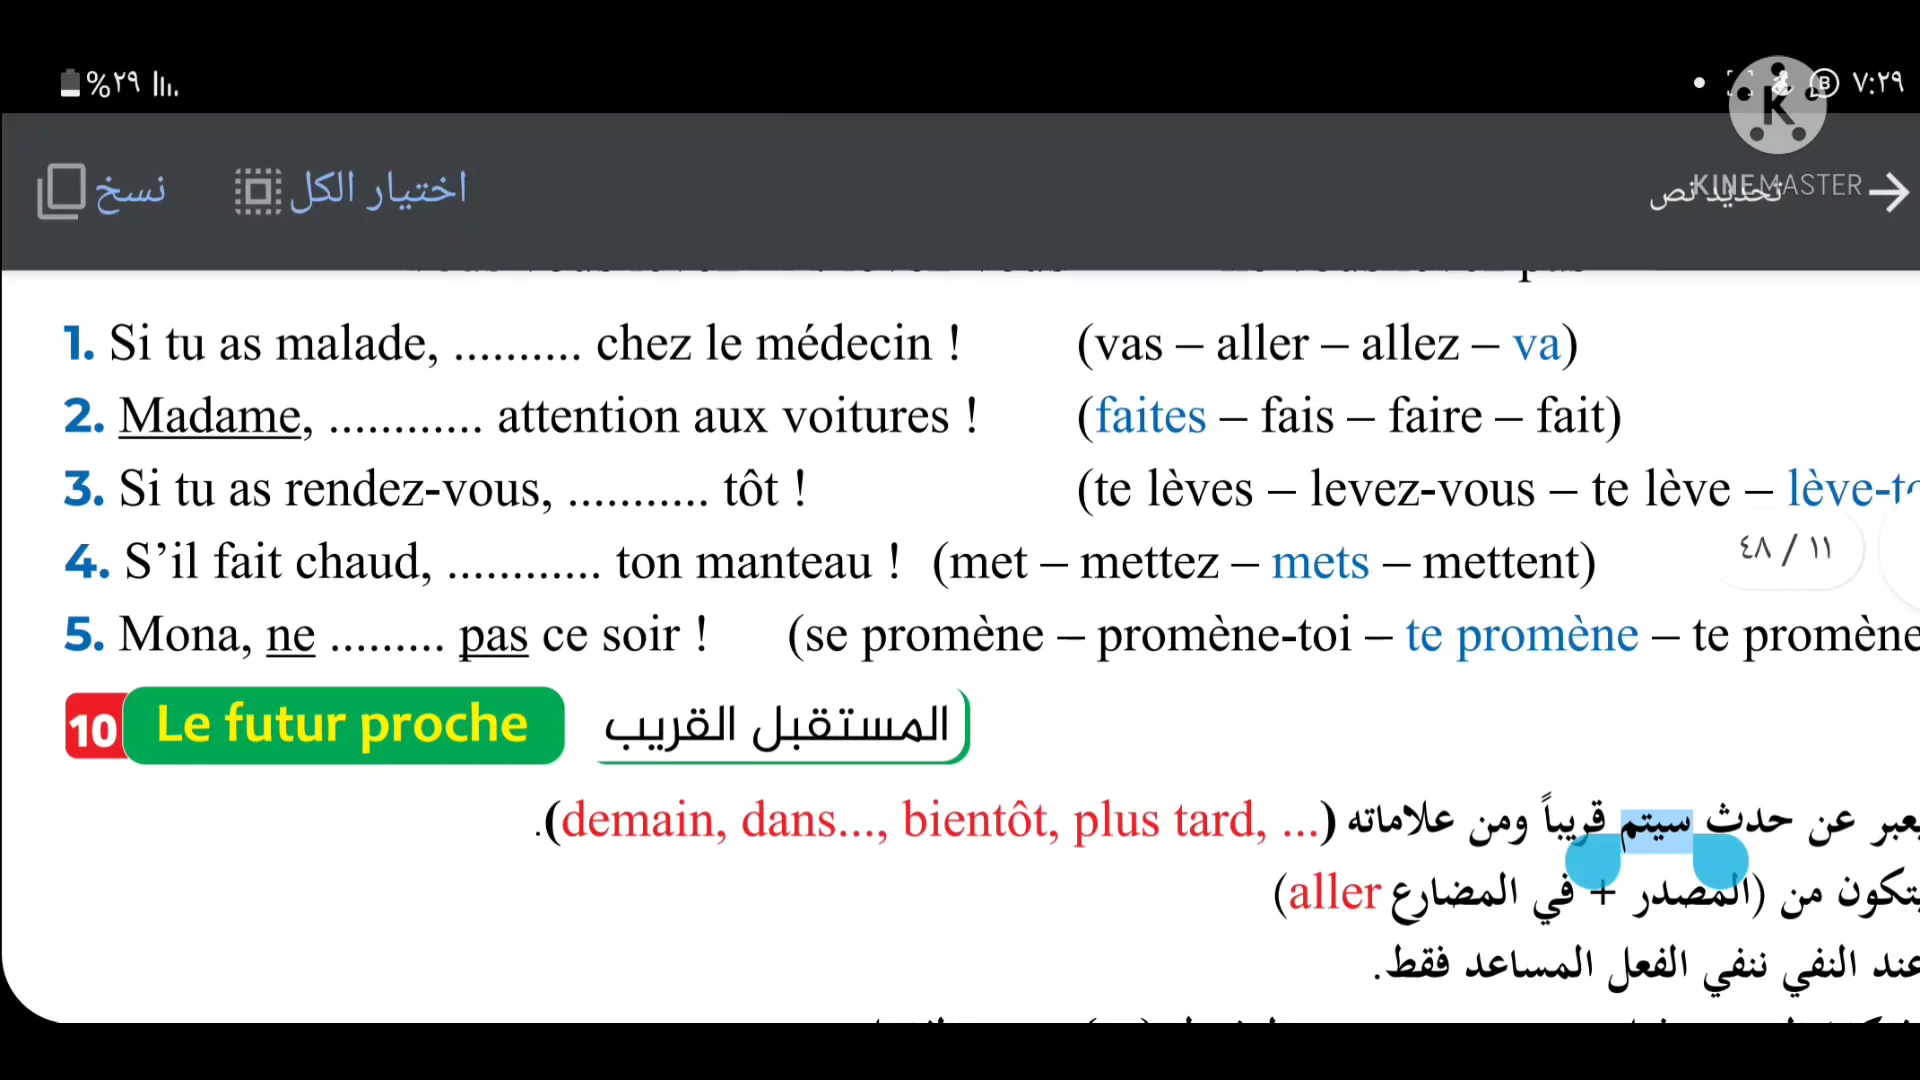 %٢٩ ٧:٢٩
نسخ اختيار الكل تحديد نص
KINEMASTER
1. Si tu as malade, .......... chez le médecin ! (vas – aller – allez – va)
2. Madame, ............ attention aux voitures ! (faites – fais – faire – fait)
3. Si tu as rendez-vous, ........... tôt ! (te lèves – levez-vous – te lève –
4. S’il fait chaud, ............ ton manteau ! (met – mettez – mets – mettent)
٤٨ / ١١
5. Mona, ne ......... pas ce soir ! (se promène – promène-toi – te promène – te promène
10 Le futur proche المستقبل القريب
عن حدث سيتم قريباً ومن علاماته (demain, dans..., bientôt, plus tard, ...).
من (المصدر + في المضارع aller)
النفي ننفي الفعل المساعد فقط.